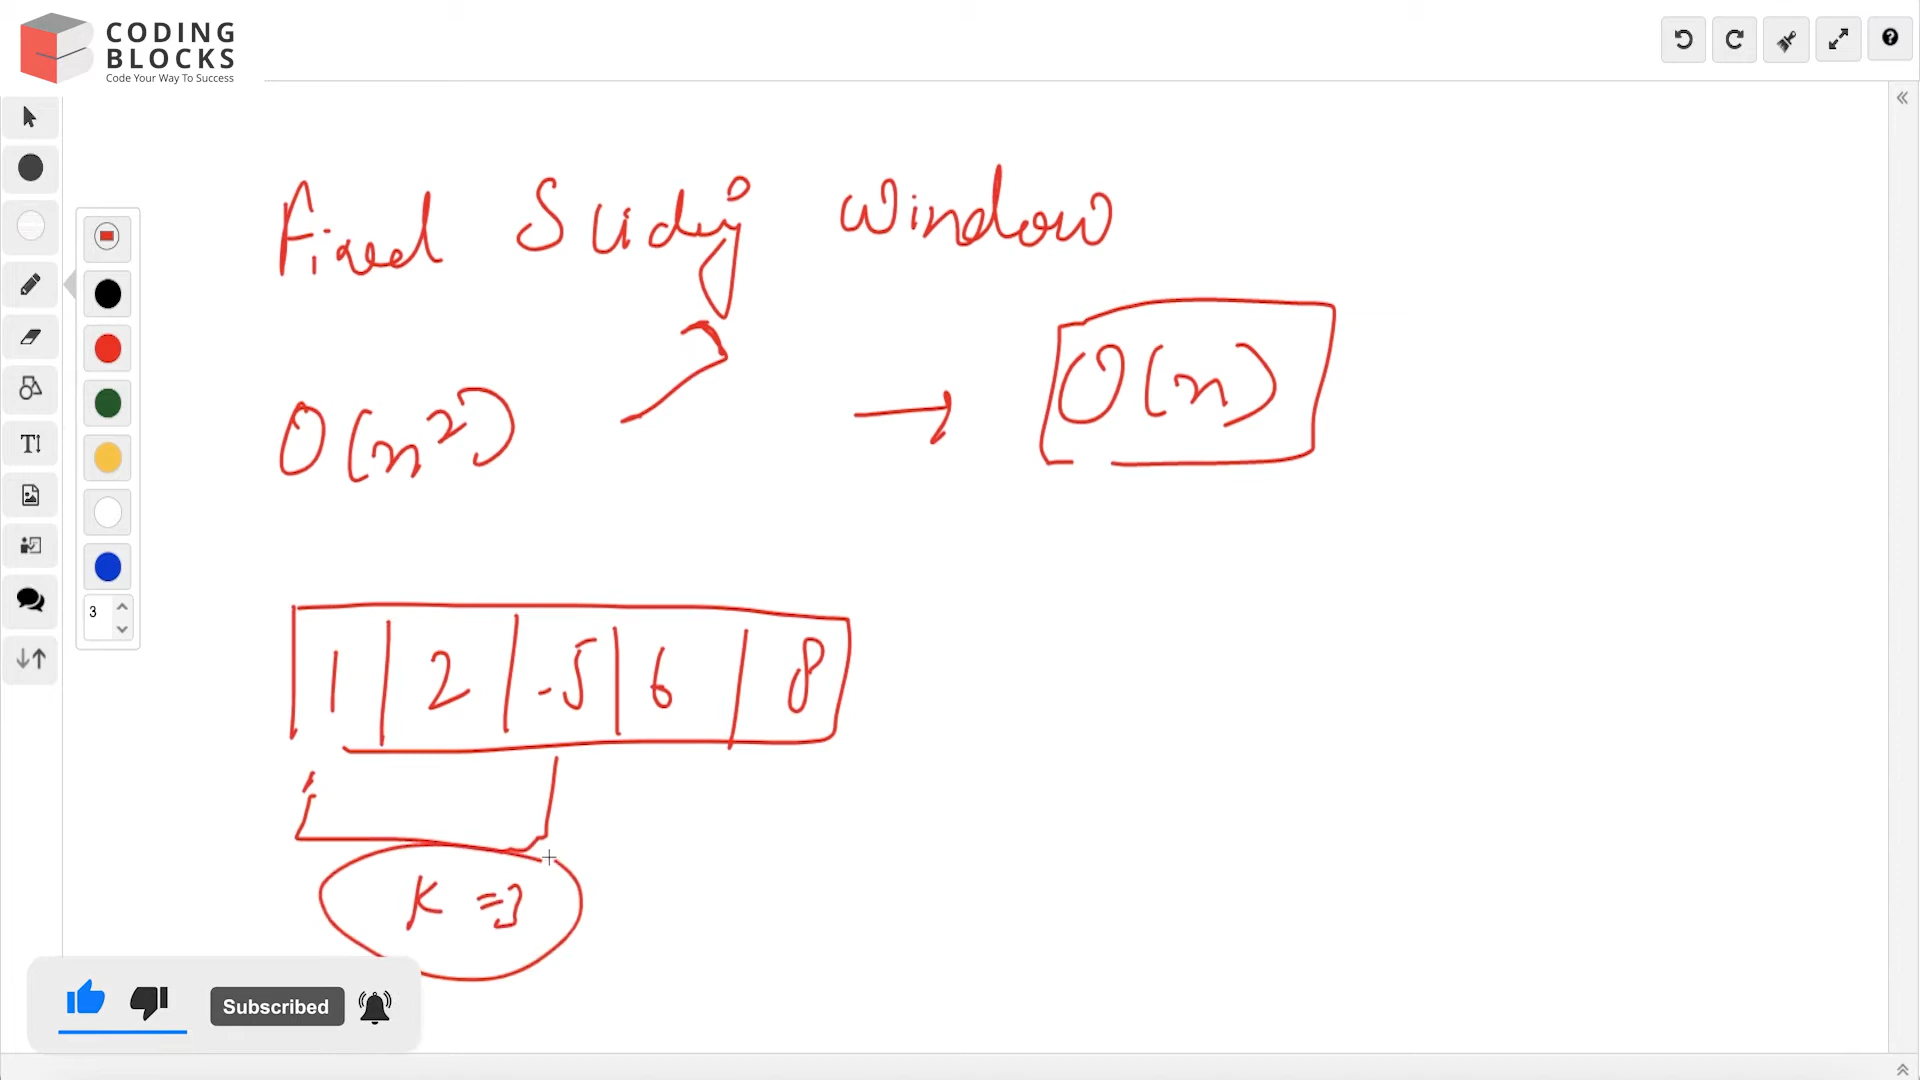 CODING
BLOCKS
Code Your Way To Success
Fixed Sliding Window
O(n²) → → O(n)
3
1 2 -5 6 8
K = 3
Subscribed